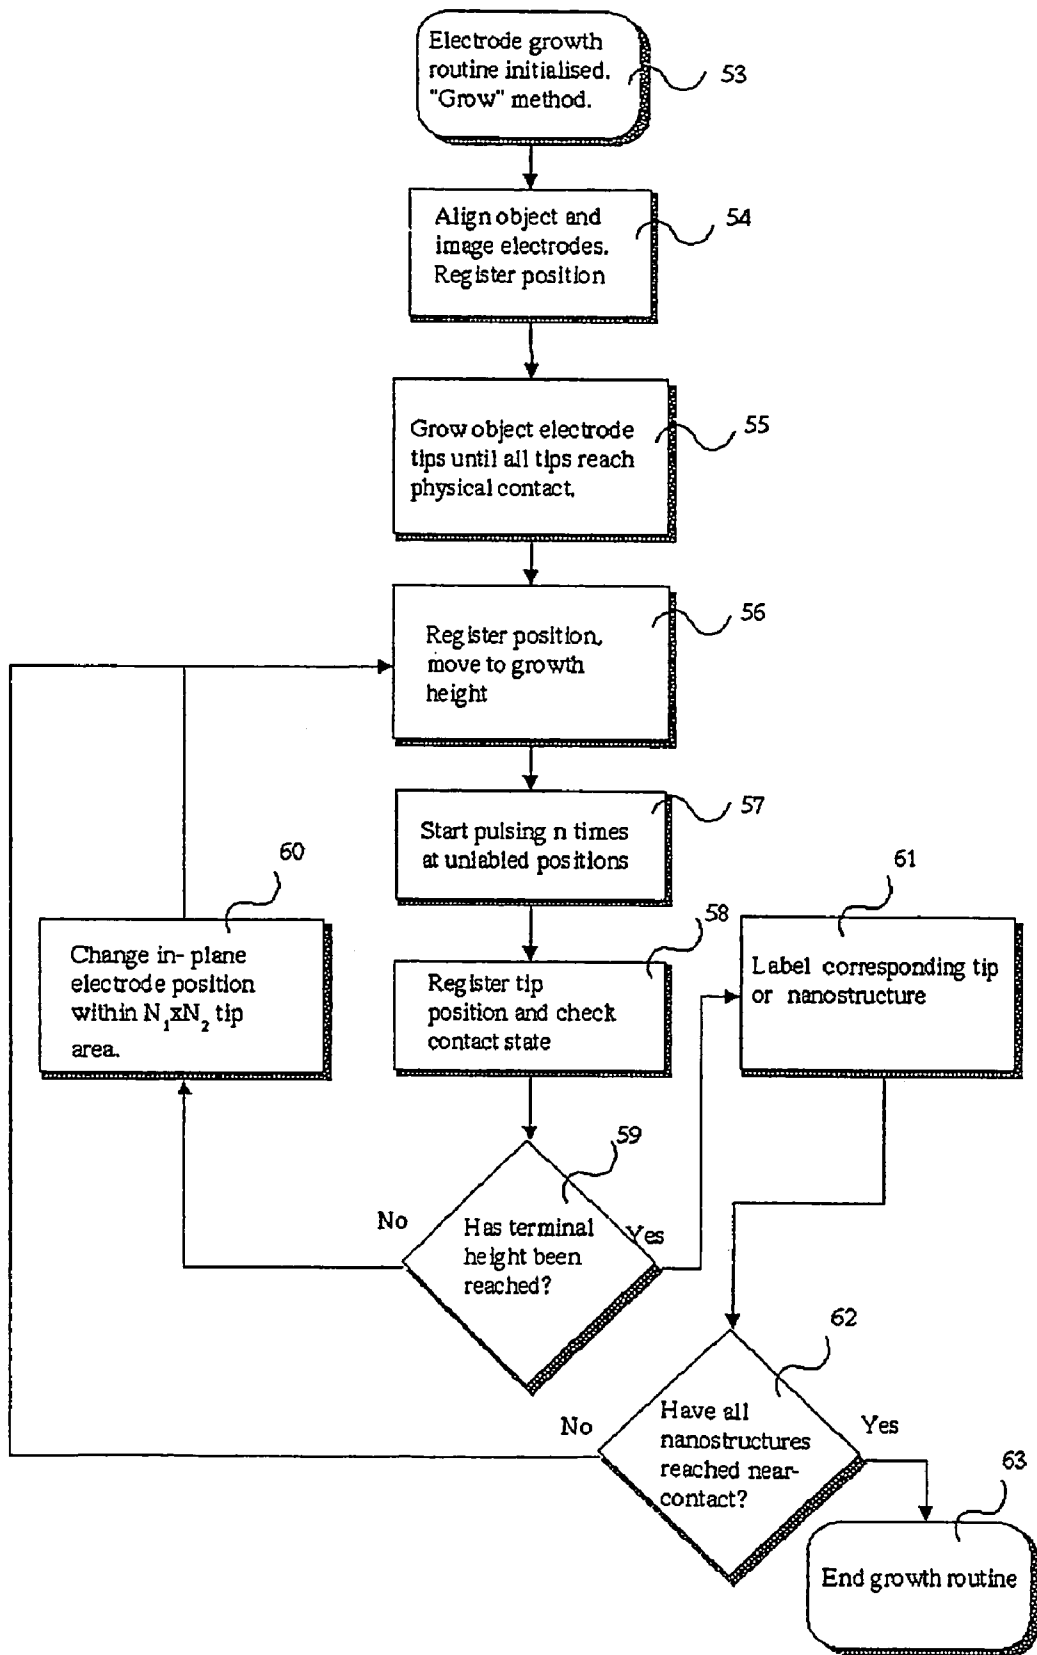 Electrode growth
routine initialised.
"Grow" method.
53
Align object and
image electrodes.
Register position
54
Grow object electrode
tips until all tips reach
physical contact.
55
Register position,
move to growth
height
56
Start pulsing n times
at unlabled positions
57
Register tip
position and check
contact state
58
60
Change in- plane
electrode position
within N₁xN₂ tip
area.
61
Label corresponding tip
or nanostructure
59
No
Has terminal
height been
reached?
Yes
62
No
Have all
nanostructures
reached near-
contact?
Yes
63
End growth routine